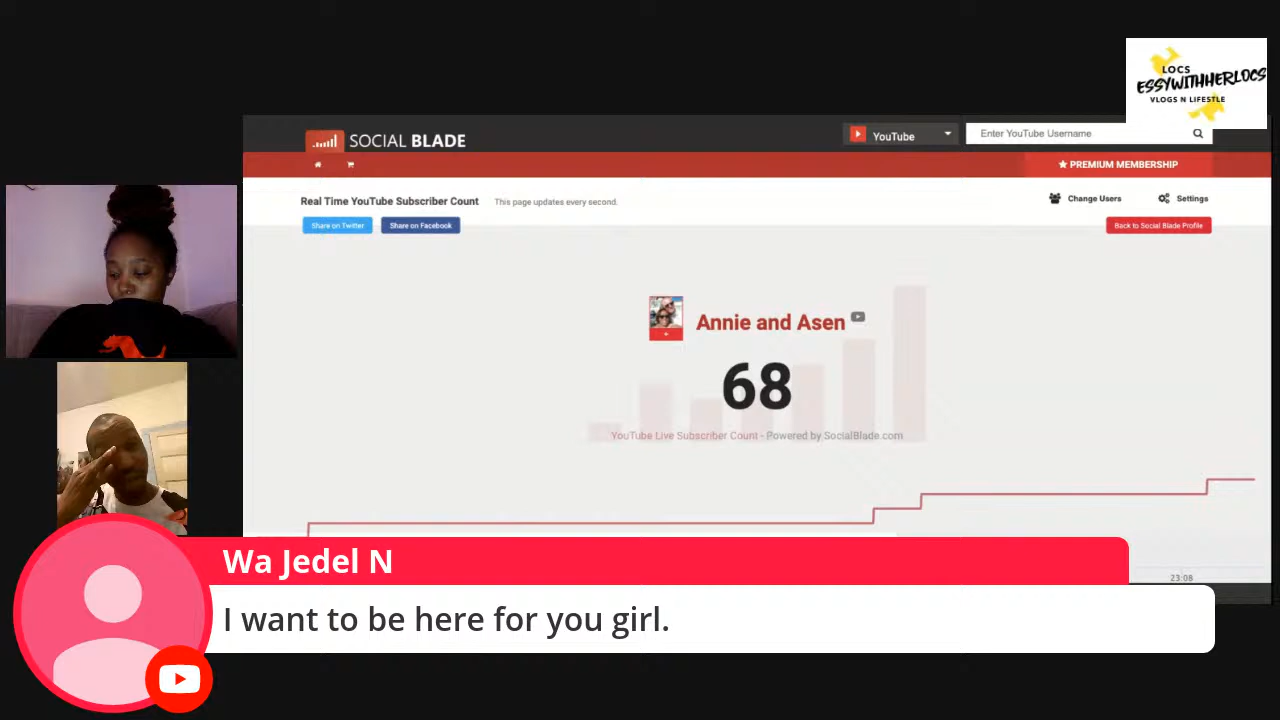 LOCS
ESSYWITHHERLOCS
VLOGS N LIFESTLE
SOCIAL BLADE
YouTube
Enter YouTube Username
PREMIUM MEMBERSHIP
Real Time YouTube Subscriber Count
This page updates every second.
Change Users
Settings
Share on Twitter
Share on Facebook
Back to Social Blade Profile
Annie and Asen
68
YouTube Live Subscriber Count - Powered by SocialBlade.com
23:08
Wa Jedel N
I want to be here for you girl.